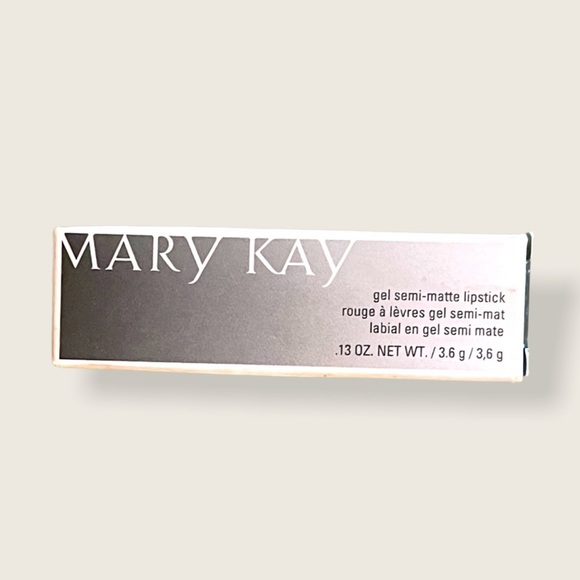 MARY KAY
gel semi-matte lipstick
rouge à lèvres gel semi-mat
labial en gel semi mate
.13 OZ. NET WT. / 3.6 g / 3,6 g